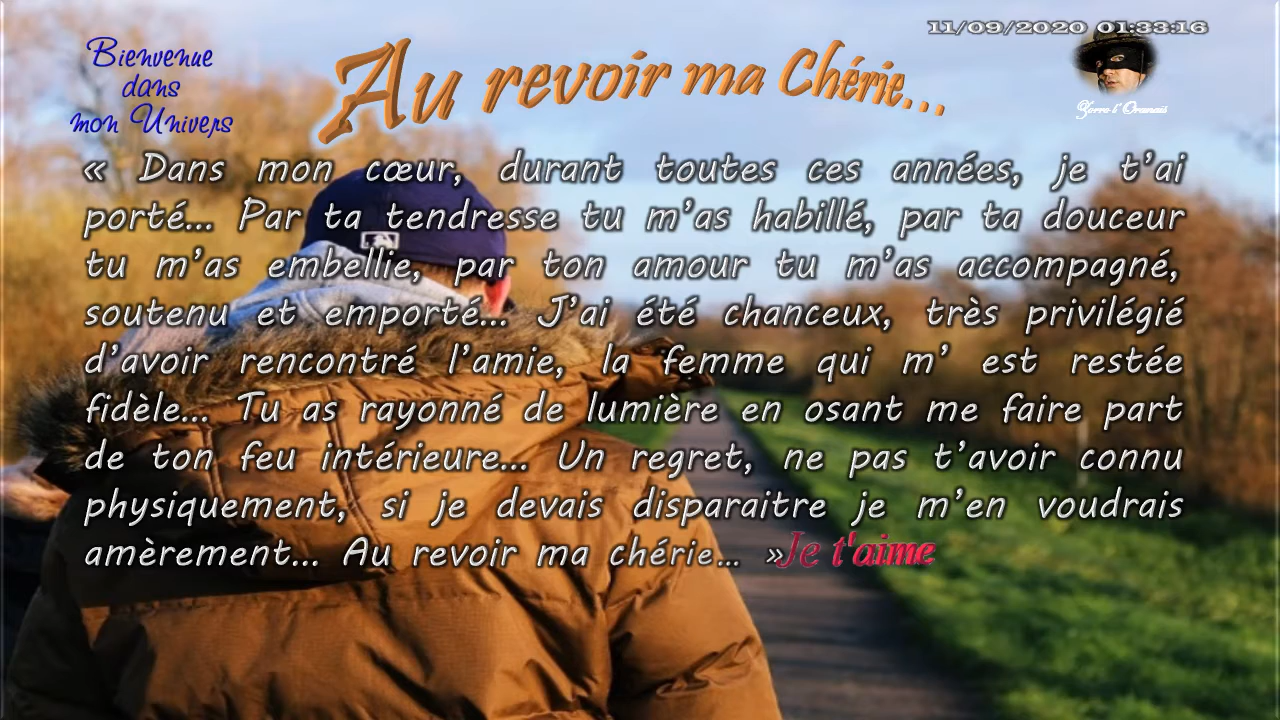 11/09/2020 01:33:16
Bienvenue
dans
mon Univers
Au revoir ma Chérie...
Zorro l'Oranais
« Dans mon cœur, durant toutes ces années, je t’ai
porté... Par ta tendresse tu m’as habillé, par ta douceur
tu m’as embellie, par ton amour tu m’as accompagné,
soutenu et emporté... J’ai été chanceux, très privilégié
d’avoir rencontré l’amie, la femme qui m’ est restée
fidèle... Tu as rayonné de lumière en osant me faire part
de ton feu intérieure... Un regret, ne pas t’avoir connu
physiquement, si je devais disparaitre je m’en voudrais
amèrement... Au revoir ma chérie... »Je t'aime